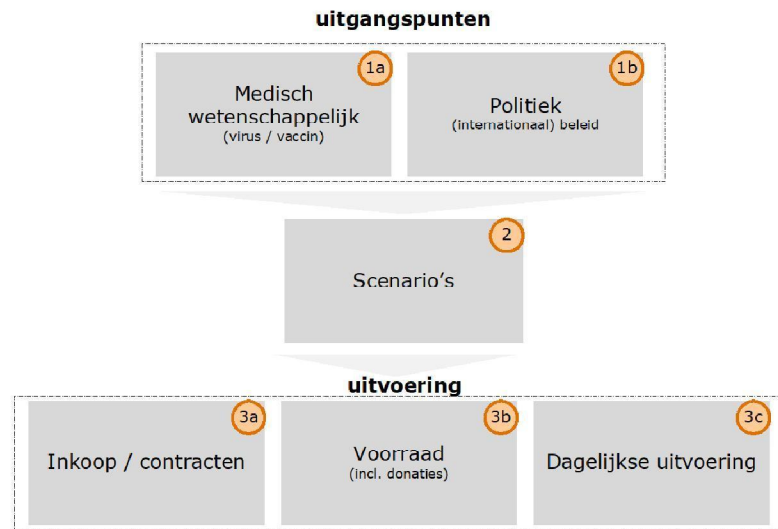 uitgangspunten
1a
1b
Medisch
wetenschappelijk
(virus / vaccin)
Politiek
(internationaal) beleid
2
Scenario's
uitvoering
3a
3b
3c
Inkoop / contracten
Voorraad
(incl. donaties)
Dagelijkse uitvoering